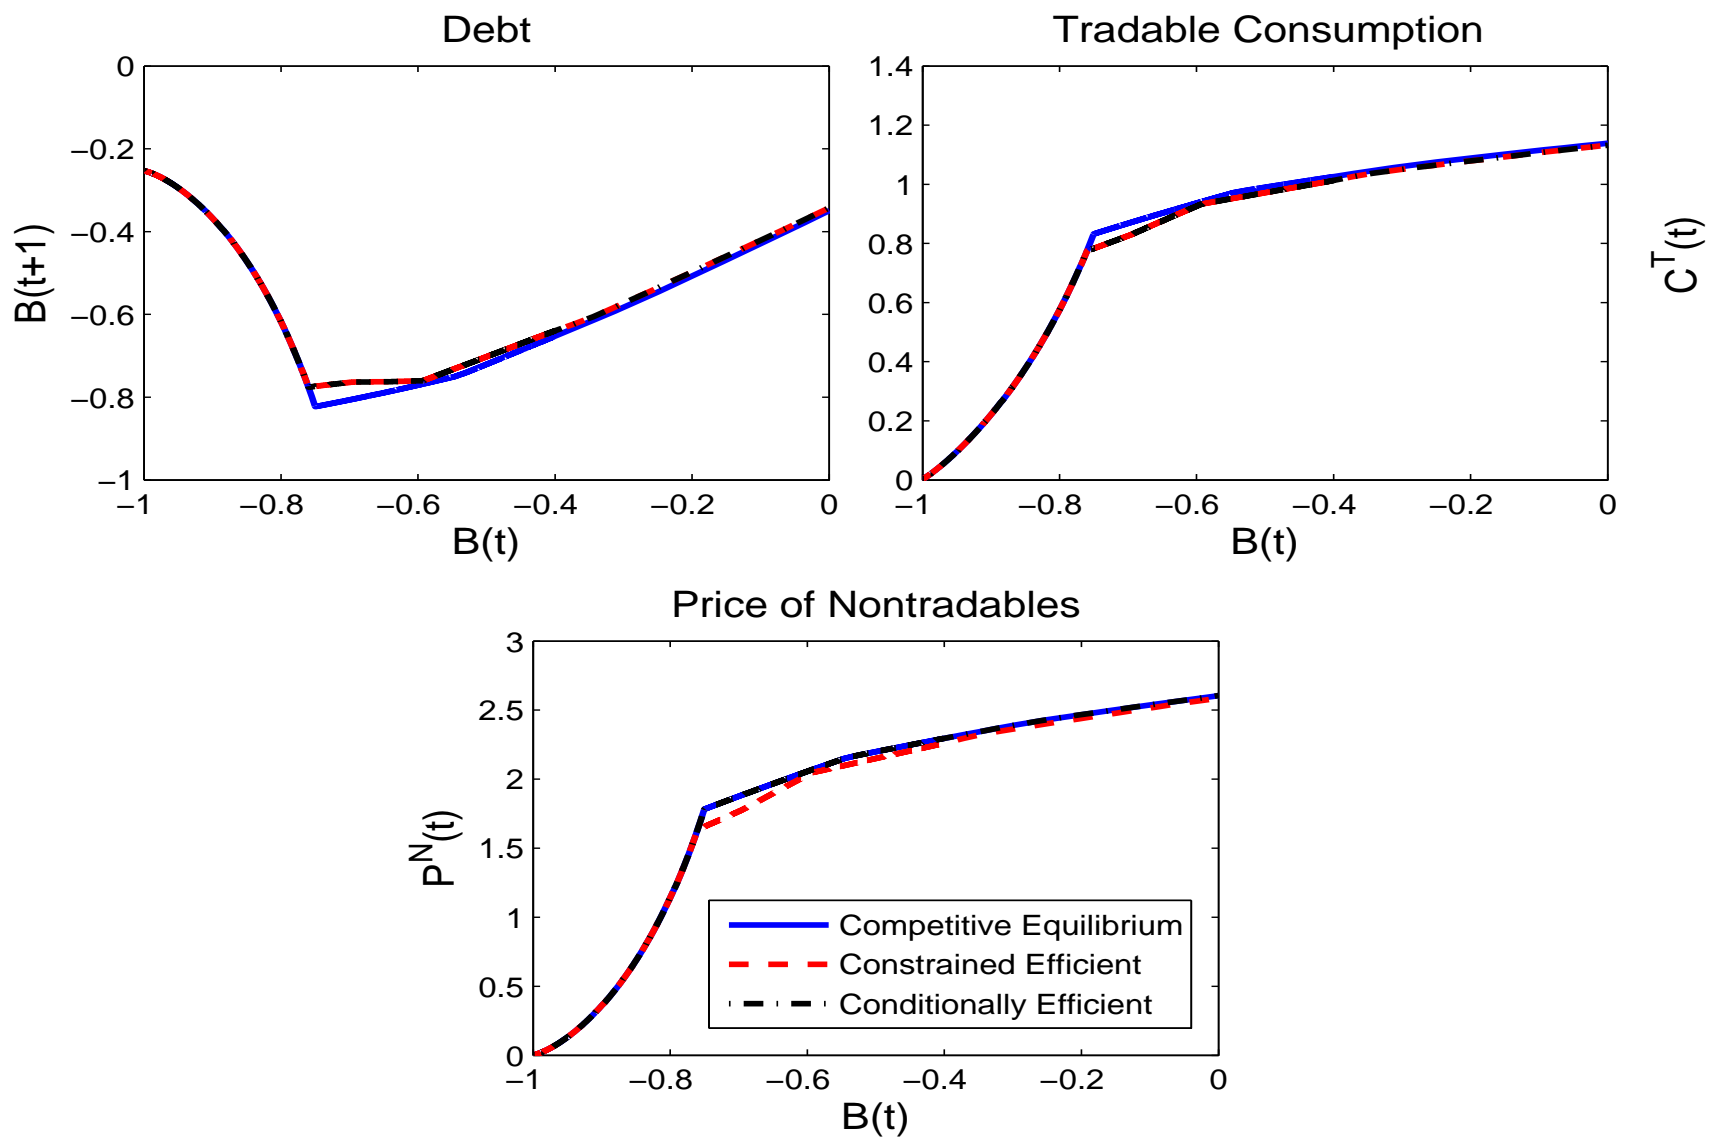 Debt
0
−0.2
−0.4
−0.6
−0.8
−1
B(t+1)
−1 −0.8 −0.6 −0.4 −0.2 0
B(t)
Tradable Consumption
1.4
1.2
1
0.8
0.6
0.4
0.2
0
C^T(t)
−1 −0.8 −0.6 −0.4 −0.2 0
B(t)
Price of Nontradables
3
2.5
2
1.5
1
0.5
0
P^N(t)
Competitive Equilibrium
Constrained Efficient
Conditionally Efficient
−1 −0.8 −0.6 −0.4 −0.2 0
B(t)